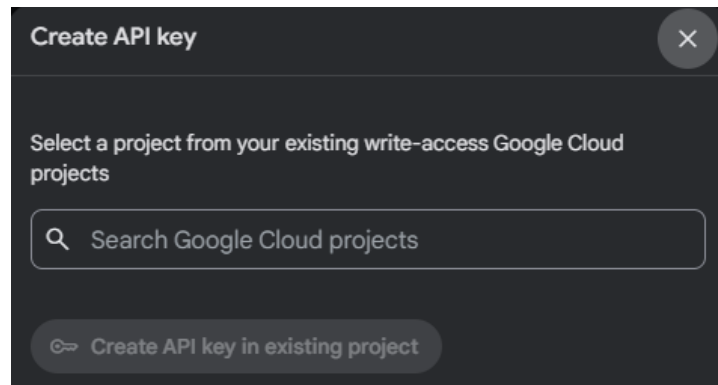 Create API key
Select a project from your existing write-access Google Cloud
projects
Search Google Cloud projects
Create API key in existing project